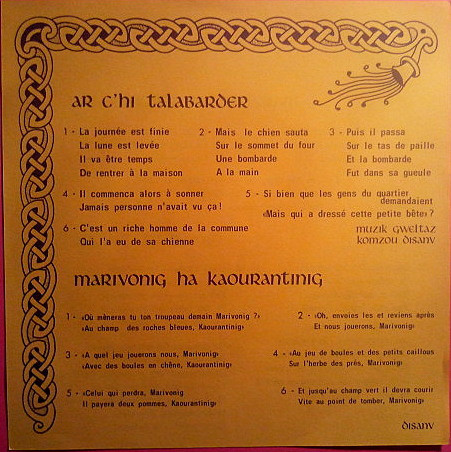 AR C'HI TALABARDER
1 - La journée est finie
La lune est levée
Il va être temps
De rentrer à la maison
2 - Mais le chien sauta
Sur le sommet du four
Une bombarde
A la main
3 - Puis il passa
Sur le tas de paille
Et la bombarde
Fut dans sa gueule
4 - Il commença alors à sonner
Jamais personne n'avait vu ça !
5 - Si bien que les gens du quartier
demandaient
«Mais qui a dressé cette petite bête» ?
6 - C'est un riche homme de la commune
Qui l'a eu de sa chienne
MUZIK GWELTAZ
KOMZOU DISANV
MARIVONIG HA KAOURANTINIG
1 - «Où mèneras tu ton troupeau demain Marivonig ?»
«Au champ des roches bleues, Kaourantinig»
2 - «Oh, envoies les et reviens après
Et nous jouerons, Marivonig»
3 - «A quel jeu jouerons nous, Marivonig»
«Avec des boules en chêne, Kaourantinig»
4 - «Au jeu de boules et des petits cailloux
Sur l'herbe des prés, Marivonig»
5 - «Celui qui perdra, Marivonig
Il payera deux pommes, Kaourantinig»
6 - Et jusqu'au champ vert il devra courir
Vite au point de tomber, Marivonig»
DISANV